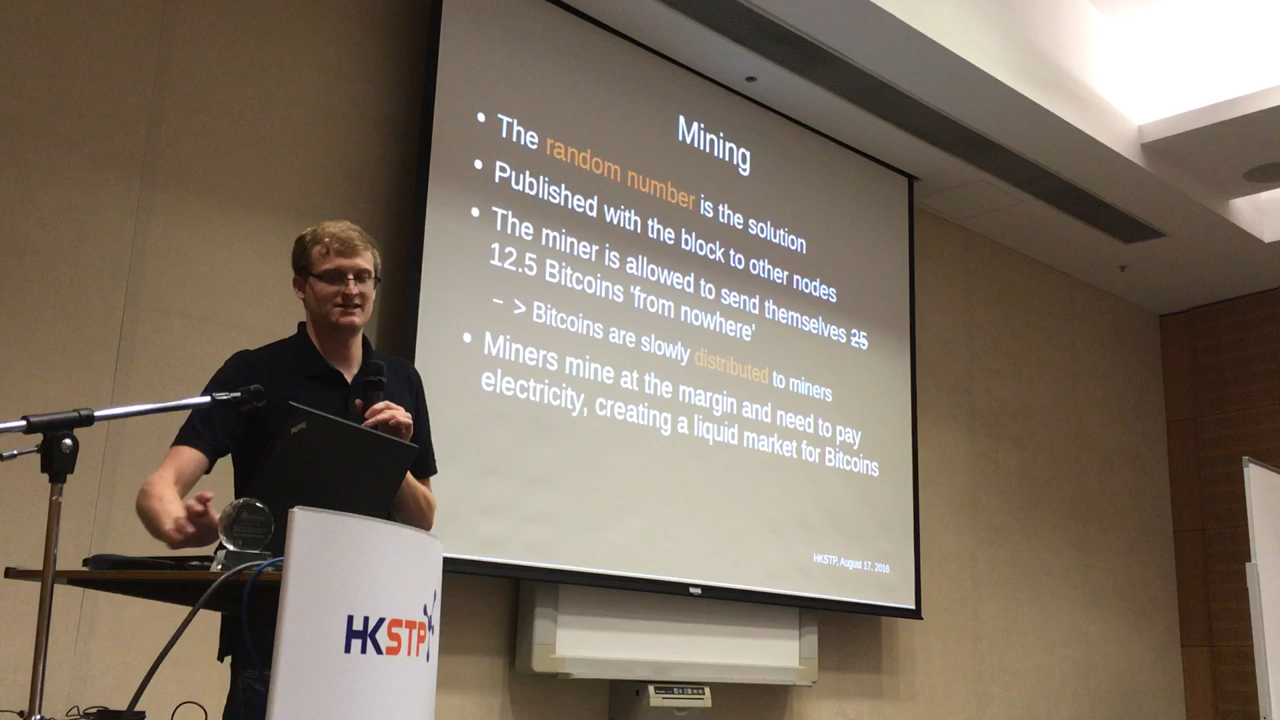 Mining
• The random number is the solution
• Published with the block to other nodes
• The miner is allowed to send themselves 25
12.5 Bitcoins 'from nowhere'
– > Bitcoins are slowly distributed to miners
• Miners mine at the margin and need to pay
electricity, creating a liquid market for Bitcoins
HKSTP, August 17, 2016
HKSTP